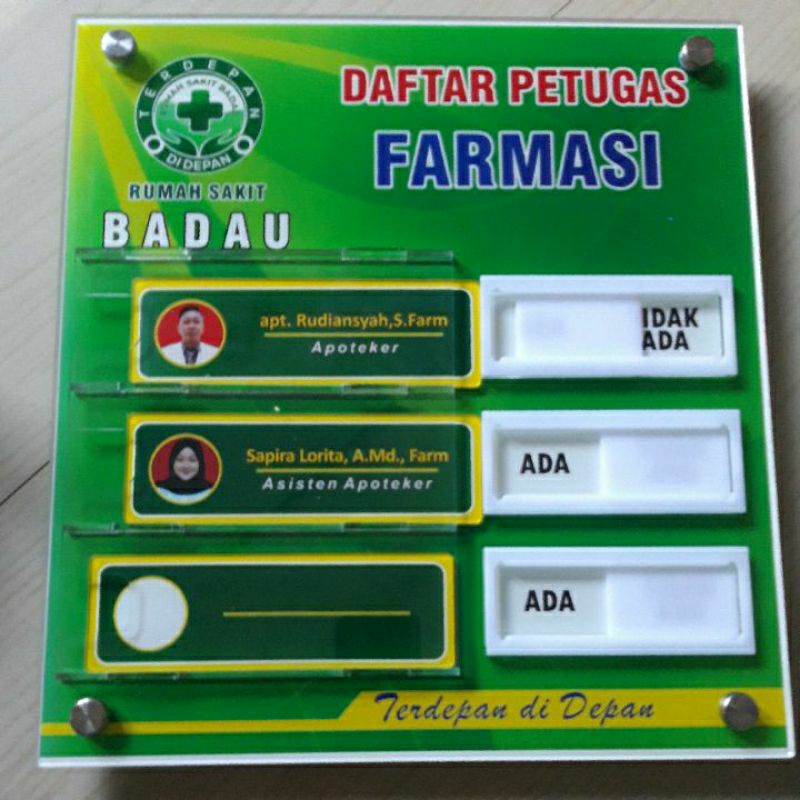 TERDEPAN
RUMAH SAKIT BADAU
DI DEPAN
RUMAH SAKIT
BADAU
DAFTAR PETUGAS
FARMASI
apt. Rudiansyah,S.Farm
Apoteker
IDAK
ADA
Sapira Lorita, A.Md., Farm
Asisten Apoteker
ADA
ADA
Terdepan di Depan